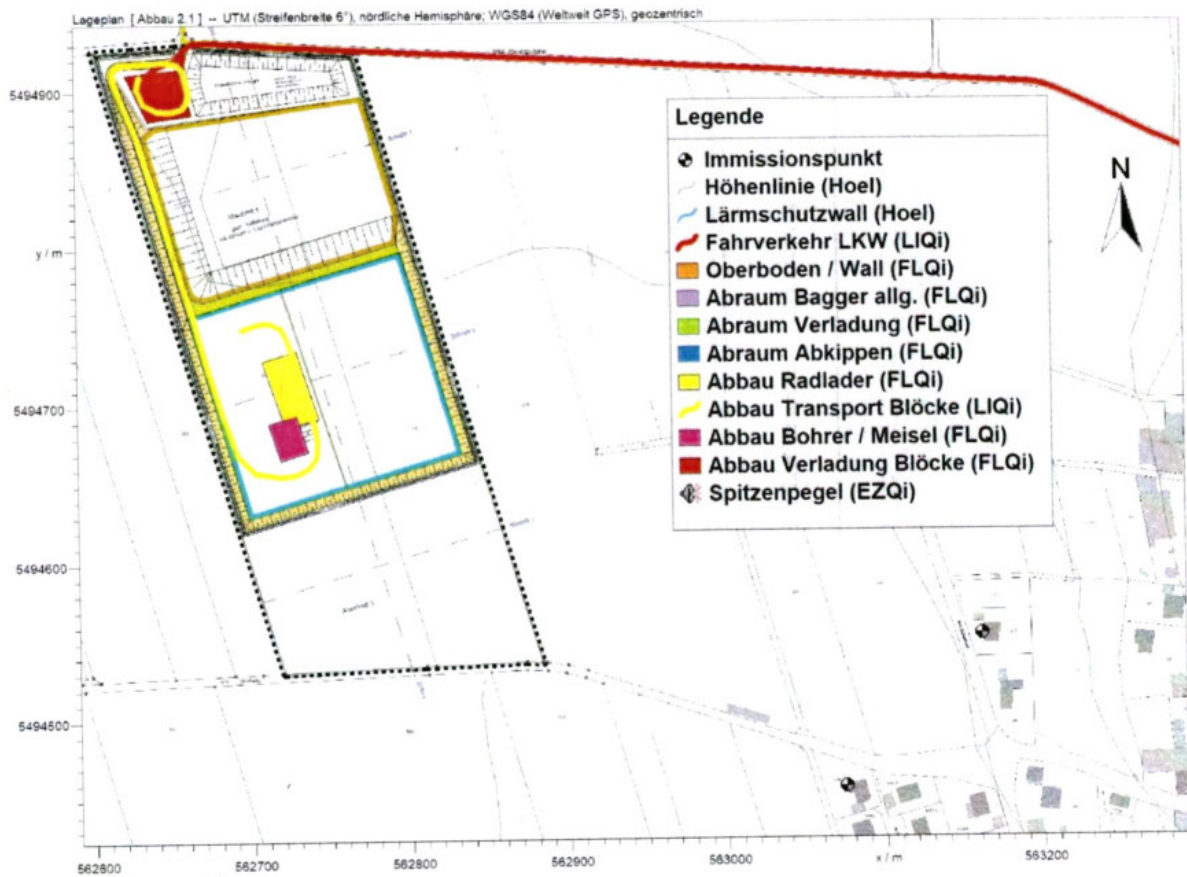 Lageplan [ Abbau 2.1 ] -- UTM (Streifenbreite 6°), nördliche Hemisphäre; WGS84 (Weltweit GPS), geozentrisch
5494900
y / m
5494700
5494600
5494500
Legende
Immissionspunkt
Höhenlinie (Hoel)
Lärmschutzwall (Hoel)
Fahrverkehr LKW (LIQi)
Oberboden / Wall (FLQi)
Abraum Bagger allg. (FLQi)
Abraum Verladung (FLQi)
Abraum Abkippen (FLQi)
Abbau Radlader (FLQi)
Abbau Transport Blöcke (LIQi)
Abbau Bohrer / Meisel (FLQi)
Abbau Verladung Blöcke (FLQi)
Spitzenpegel (EZQi)
N
562600
562700
562800
562900
563000
x / m
563200